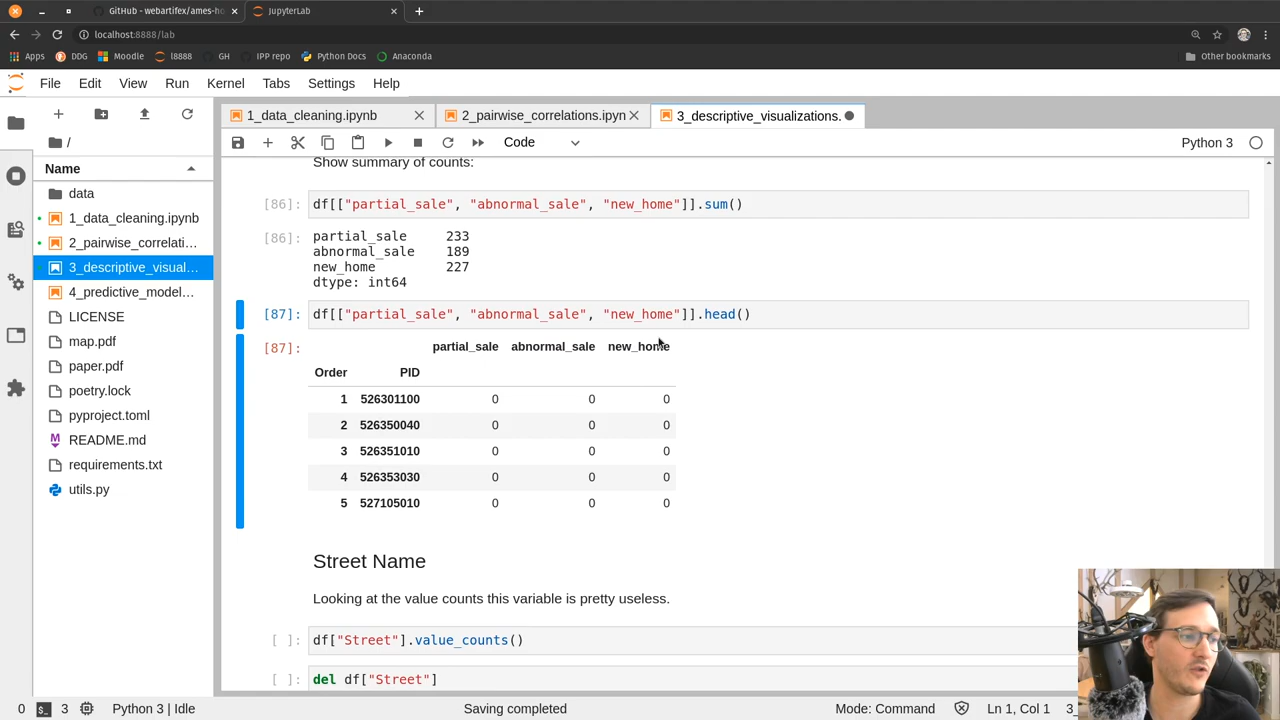 GitHub - webartifex/ames-ho
JupyterLab
localhost:8888/lab
Apps DDG Moodle l8888 GH IPP repo Python Docs Anaconda Other bookmarks
File Edit View Run Kernel Tabs Settings Help
1_data_cleaning.ipynb
2_pairwise_correlations.ipyn
3_descriptive_visualizations.
/
Code
Python 3
Name
data
1_data_cleaning.ipynb
2_pairwise_correlati…
3_descriptive_visual…
4_predictive_model…
LICENSE
map.pdf
paper.pdf
poetry.lock
pyproject.toml
README.md
requirements.txt
utils.py
Show summary of counts:
[86]: df[["partial_sale", "abnormal_sale", "new_home"]].sum()
[86]: partial_sale 233
abnormal_sale 189
new_home 227
dtype: int64
[87]: df[["partial_sale", "abnormal_sale", "new_home"]].head()
[87]: partial_sale abnormal_sale new_home
Order PID
1 526301100 0 0 0
2 526350040 0 0 0
3 526351010 0 0 0
4 526353030 0 0 0
5 527105010 0 0 0
Street Name
Looking at the value counts this variable is pretty useless.
[ ]: df["Street"].value_counts()
[ ]: del df["Street"]
0 3 Python 3 | Idle Saving completed Mode: Command Ln 1, Col 1 3_